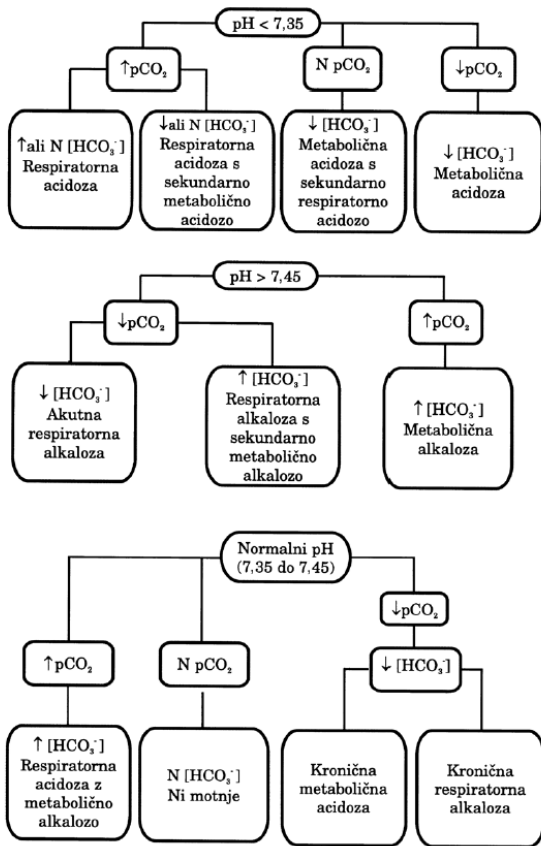 pH < 7,35
↑pCO₂
N pCO₂
↓pCO₂
↑ali N [HCO₃⁻]
Respiratorna
acidoza
↓ali N [HCO₃⁻]
Respiratorna
acidoza s
sekundarno
metabolično
acidozo
↓ [HCO₃⁻]
Metabolična
acidoza s
sekundarno
respiratorno
acidozo
↓ [HCO₃⁻]
Metabolična
acidoza
pH > 7,45
↓pCO₂
↑pCO₂
↓ [HCO₃⁻]
Akutna
respiratorna
alkaloza
↑ [HCO₃⁻]
Respiratorna
alkaloza s
sekundarno
metabolično
alkalozo
↑ [HCO₃⁻]
Metabolična
alkaloza
Normalni pH
(7,35 do 7,45)
↑pCO₂
N pCO₂
↓pCO₂
↓ [HCO₃⁻]
↑ [HCO₃⁻]
Respiratorna
acidoza z
metabolično
alkalozo
N [HCO₃⁻]
Ni motnje
Kronična
metabolična
acidoza
Kronična
respiratorna
alkaloza